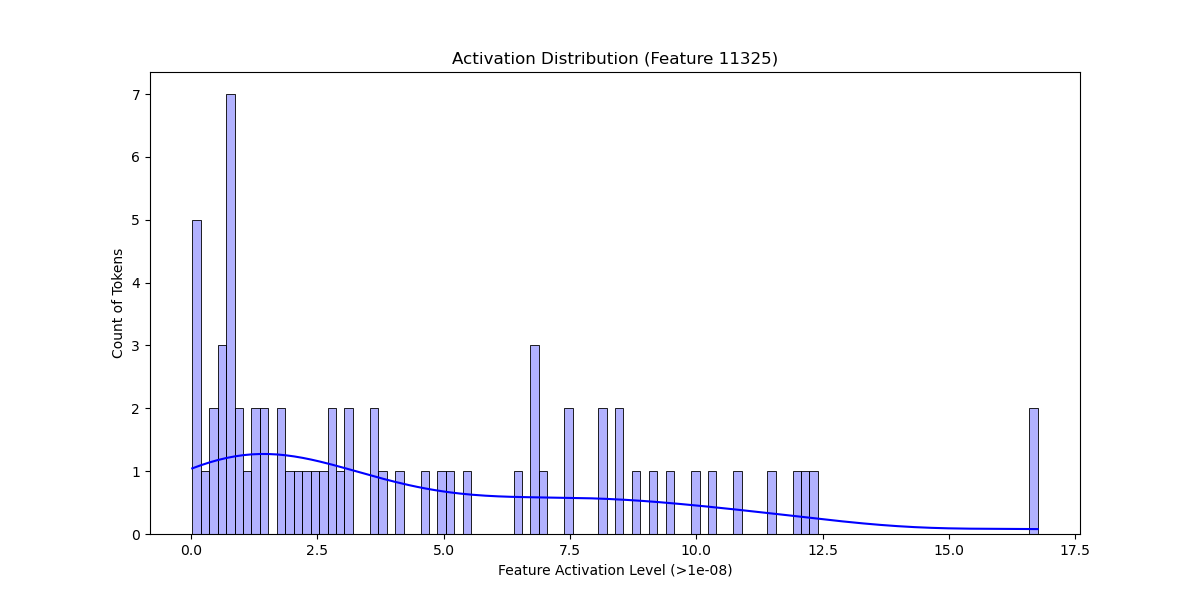 Activation Distribution (Feature 11325)
7
6
5
4
3
2
1
0
Count of Tokens
0.0 2.5 5.0 7.5 10.0 12.5 15.0 17.5
Feature Activation Level (>1e-08)